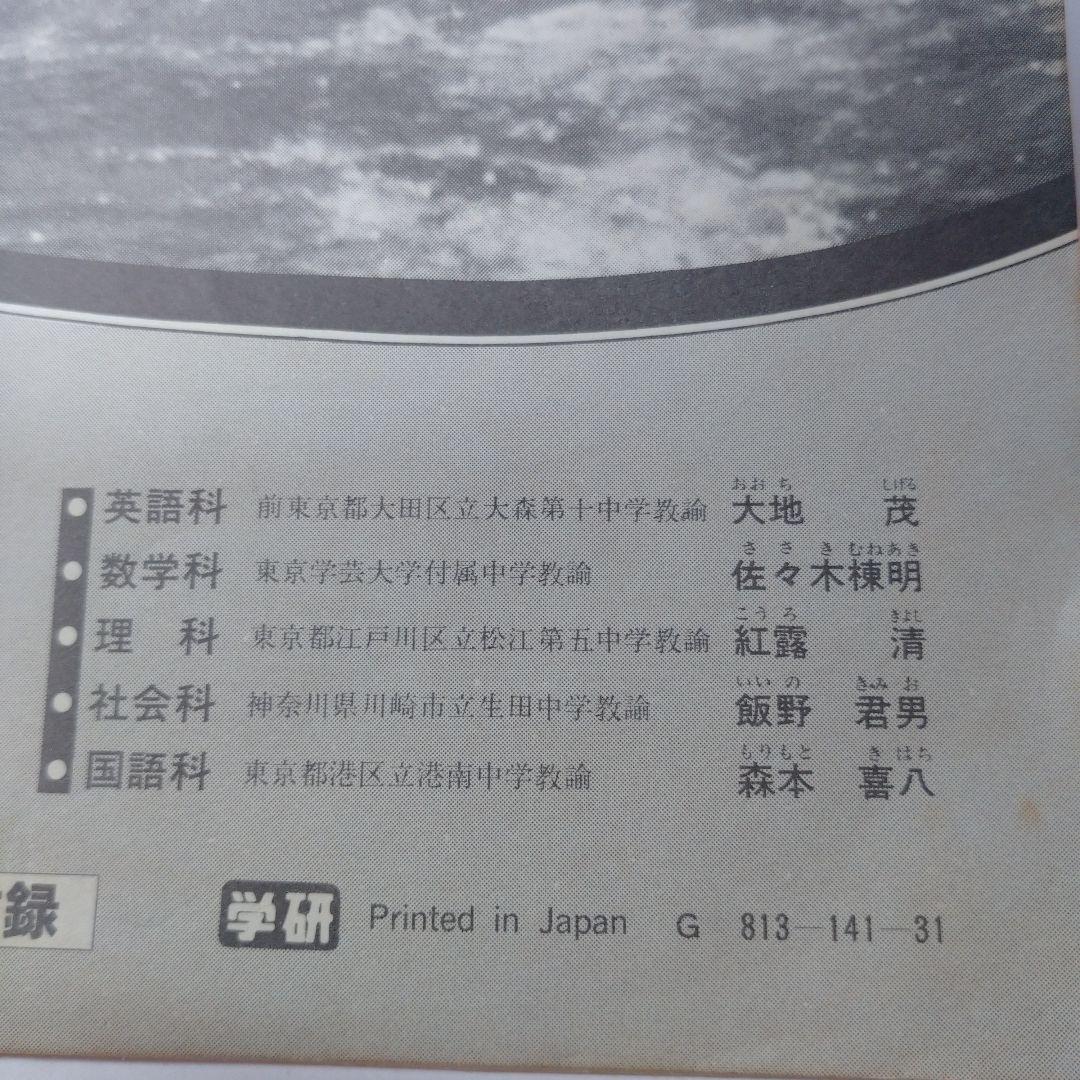 英語科 前東京都大田区立大森第十中学教諭 大地 茂 おおち しげる
数学科 東京学芸大学付属中学教諭 佐々木棟明 ささき むねあき
理 科 東京都江戸川区立松江第五中学教諭 紅露 清 こうろ きよし
社会科 神奈川県川崎市立生田中学教諭 飯野 君男 いいの きみお
国語科 東京都港区立港南中学教諭 森本 喜八 もりもと きはち
録
学研 Printed in Japan G 813-141-31